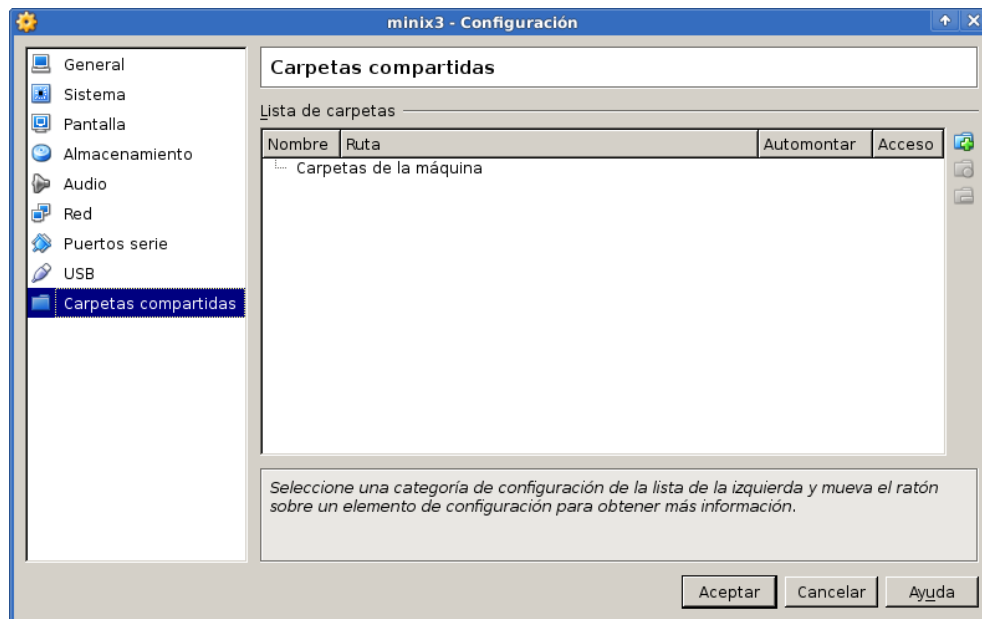 minix3 - Configuración
General
Sistema
Pantalla
Almacenamiento
Audio
Red
Puertos serie
USB
Carpetas compartidas
Carpetas compartidas
Lista de carpetas
Nombre Ruta Automontar Acceso
Carpetas de la máquina
Seleccione una categoría de configuración de la lista de la izquierda y mueva el ratón
sobre un elemento de configuración para obtener más información.
Aceptar Cancelar Ayuda